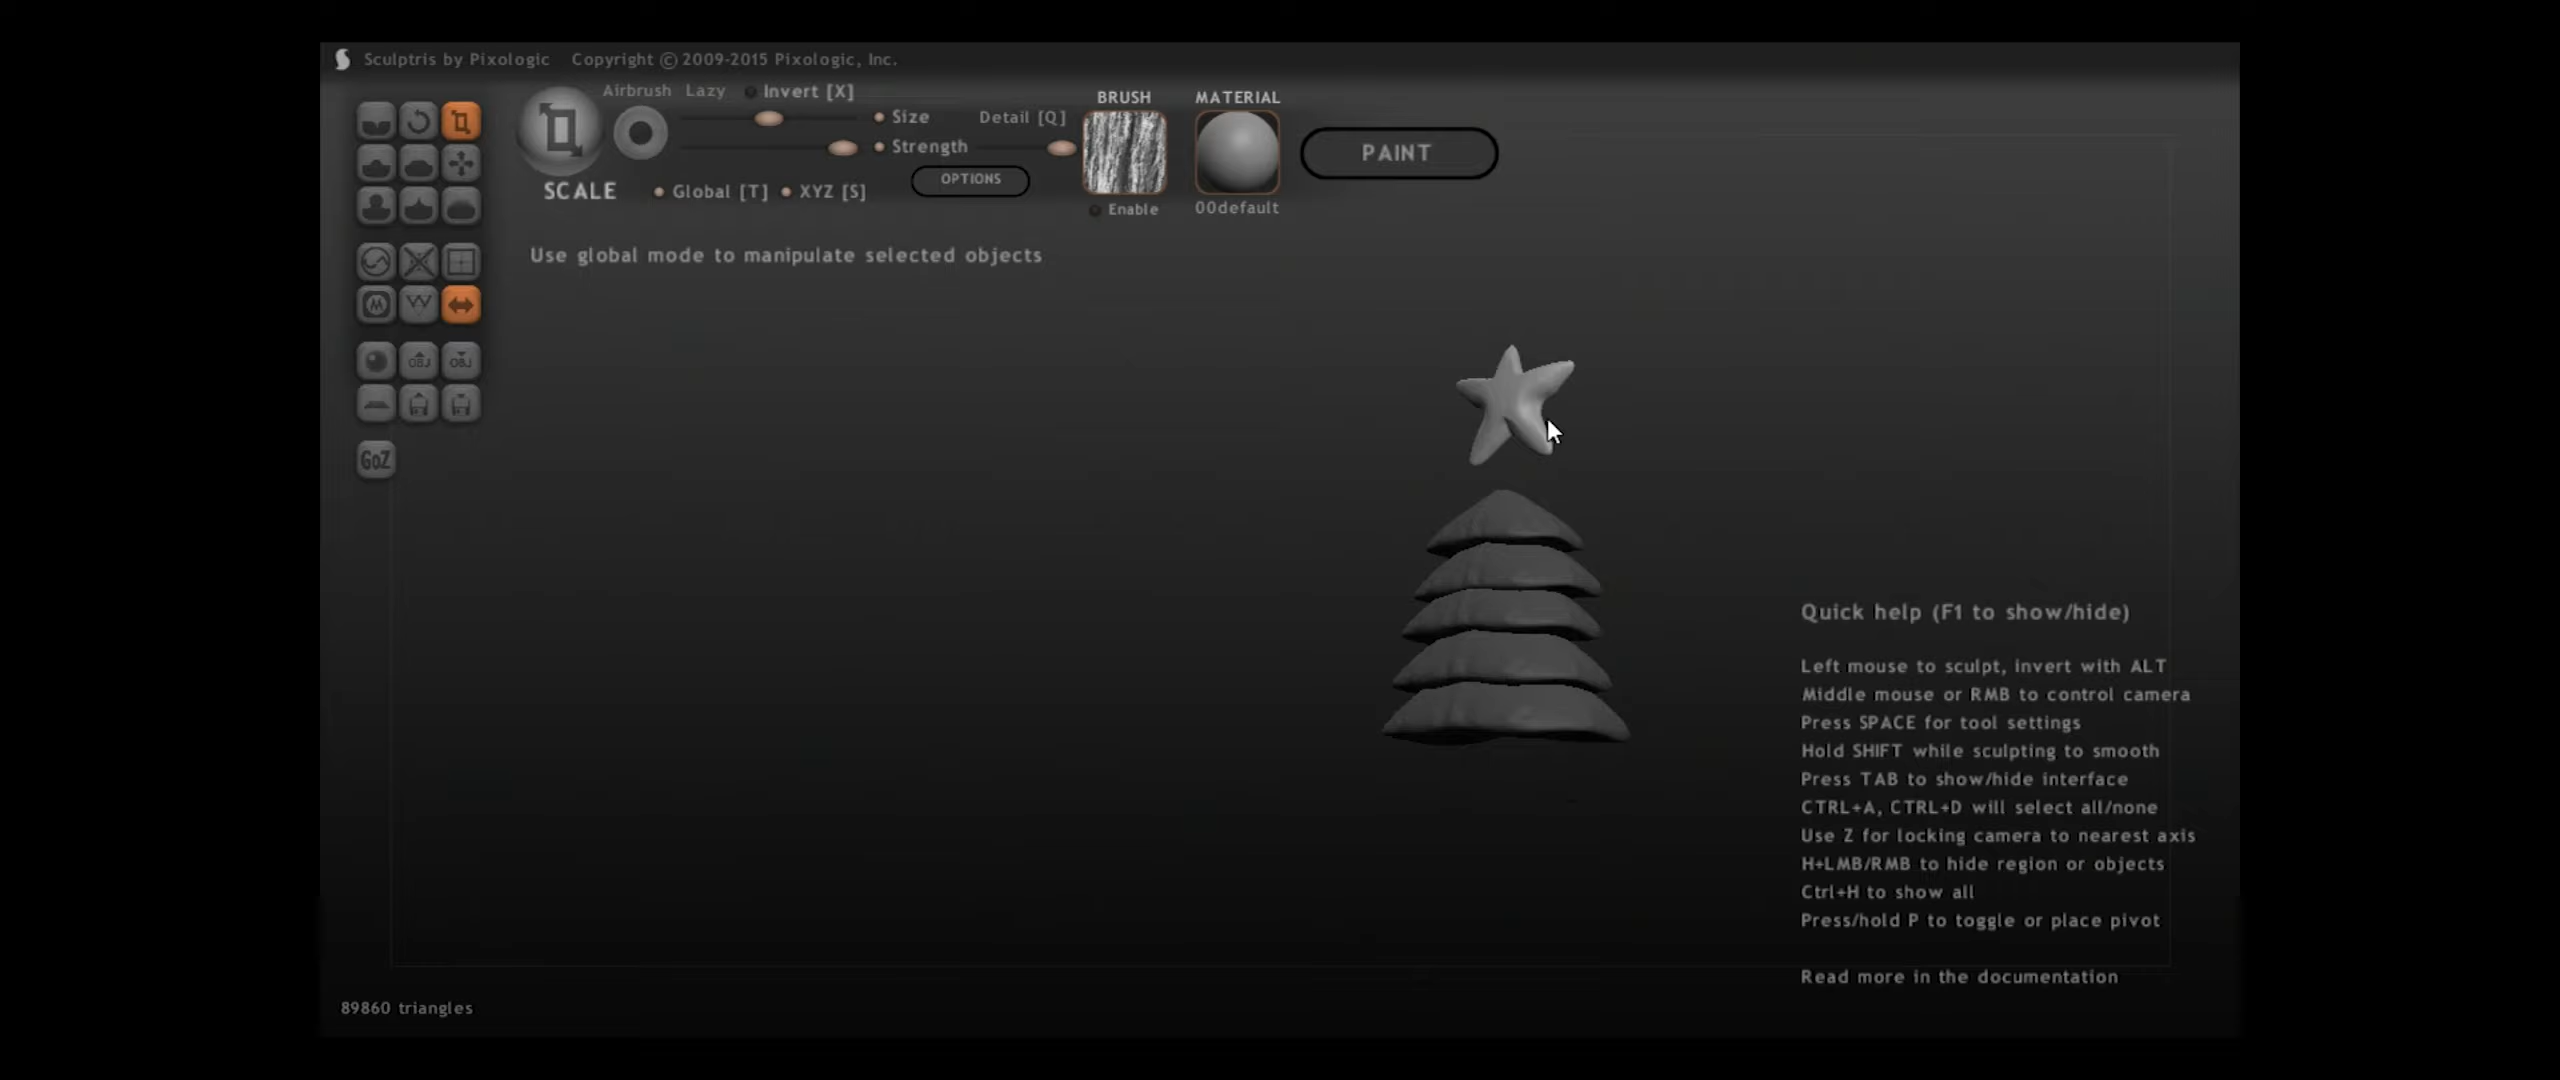 Sculptris by Pixologic Copyright © 2009-2015 Pixologic, Inc.
Airbrush Lazy Invert [X]
Size
Detail [Q]
Strength
SCALE
Global [T] XYZ [S]
OPTIONS
BRUSH
Enable
MATERIAL
00default
PAINT
Use global mode to manipulate selected objects
OBJ
OBJ
GoZ
Quick help (F1 to show/hide)
Left mouse to sculpt, invert with ALT
Middle mouse or RMB to control camera
Press SPACE for tool settings
Hold SHIFT while sculpting to smooth
Press TAB to show/hide interface
CTRL+A, CTRL+D will select all/none
Use Z for locking camera to nearest axis
H+LMB/RMB to hide region or objects
Ctrl+H to show all
Press/hold P to toggle or place pivot
Read more in the documentation
89860 triangles